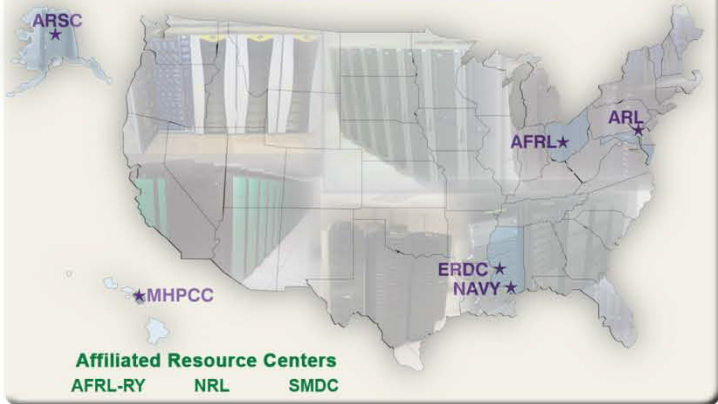 ARSC
ARL
AFRL
ERDC
NAVY
MHPCC
Affiliated Resource Centers
AFRL-RY NRL SMDC